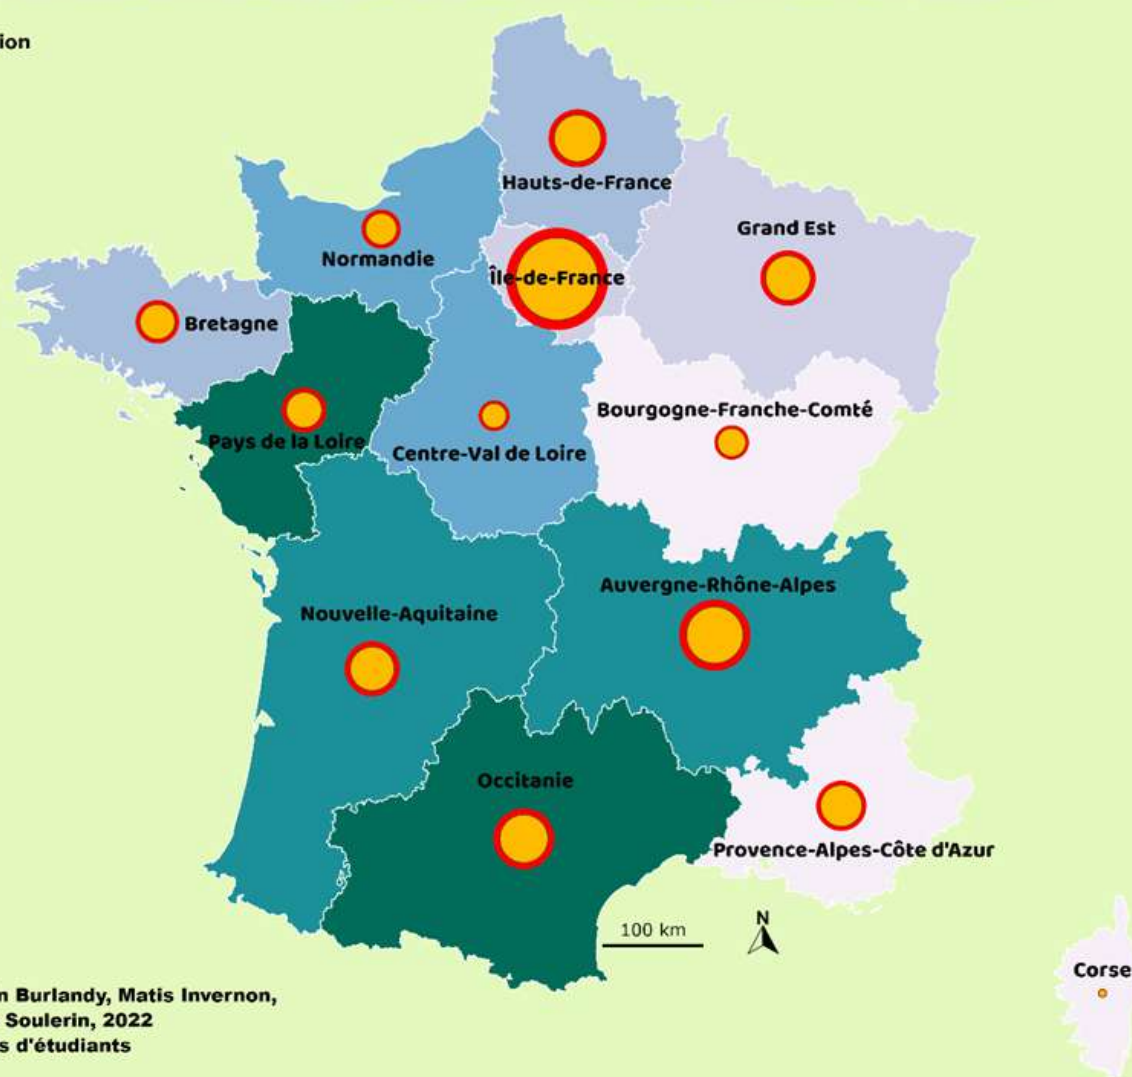 ion
Hauts-de-France
Grand Est
Normandie
Île-de-France
Bretagne
Bourgogne-Franche-Comté
Pays de la Loire
Centre-Val de Loire
Auvergne-Rhône-Alpes
Nouvelle-Aquitaine
Occitanie
Provence-Alpes-Côte d'Azur
100 km
N
Corse
n Burlandy, Matis Invernon,
Soulerin, 2022
s d'étudiants